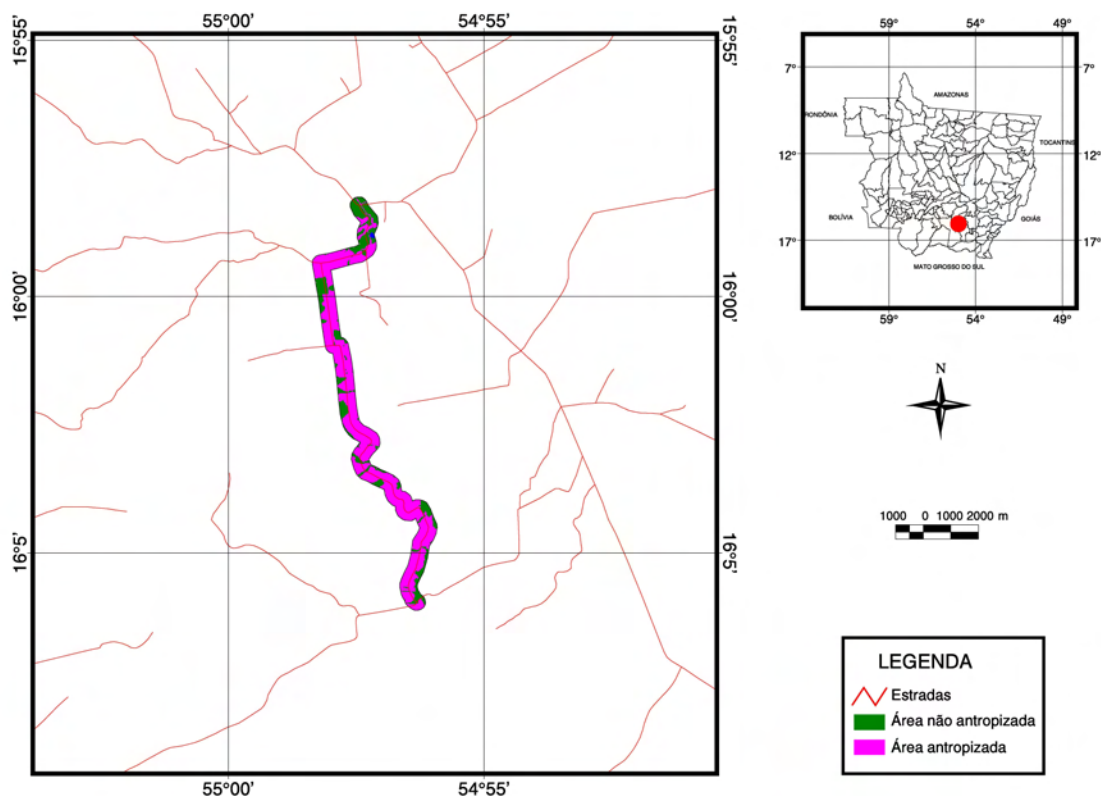 55°00’
54°55’
15°55’
15°55’
16°00’
16°00’
16°5’
16°5’
55°00’
54°55’
59°
54°
49°
7°
7°
AMAZONAS
RONDÔNIA
TOCANTINS
12°
12°
BOLÍVIA
GOIÁS
17°
17°
MATO GROSSO DO SUL
59°
54°
49°
N
1000 0 1000 2000 m
LEGENDA
Estradas
Área não antropizada
Área antropizada